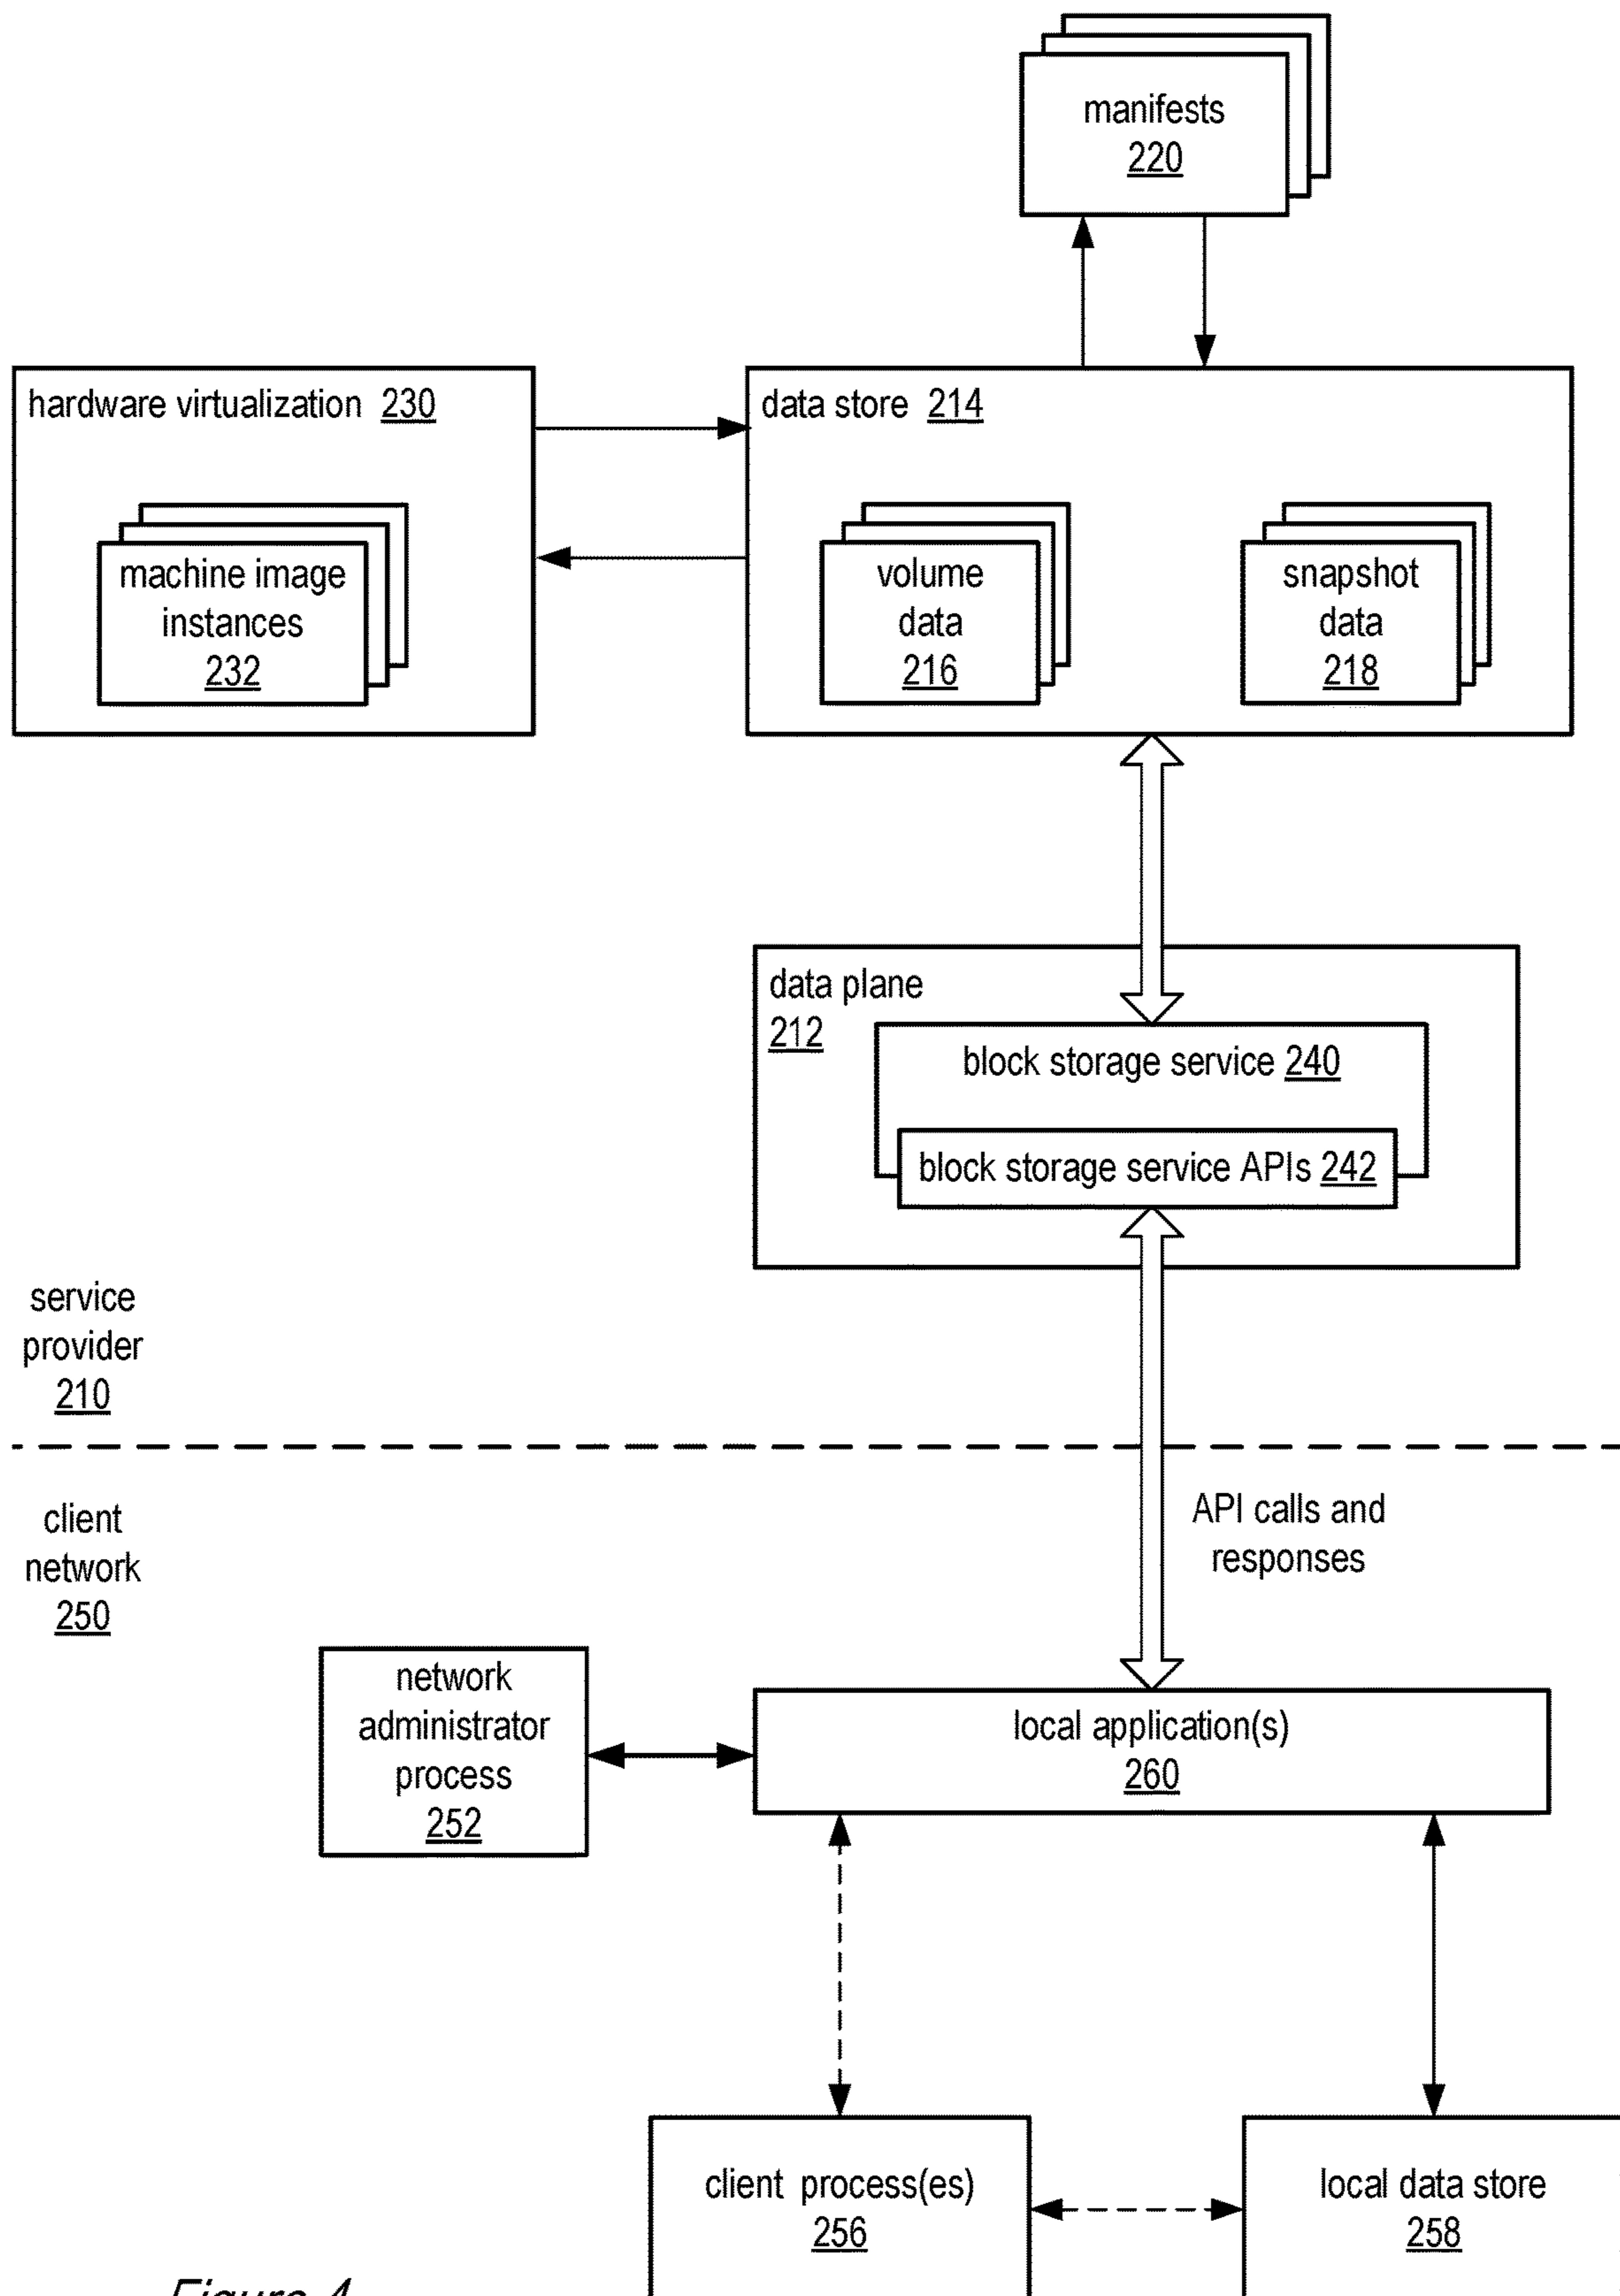 manifests
220
hardware virtualization 230
data store 214
machine image
instances
232
volume
data
216
snapshot
data
218
data plane
212
block storage service 240
block storage service APIs 242
service
provider
210
client
network
250
API calls and
responses
network
administrator
process
252
local application(s)
260
client process(es)
256
local data store
258
Figure 4